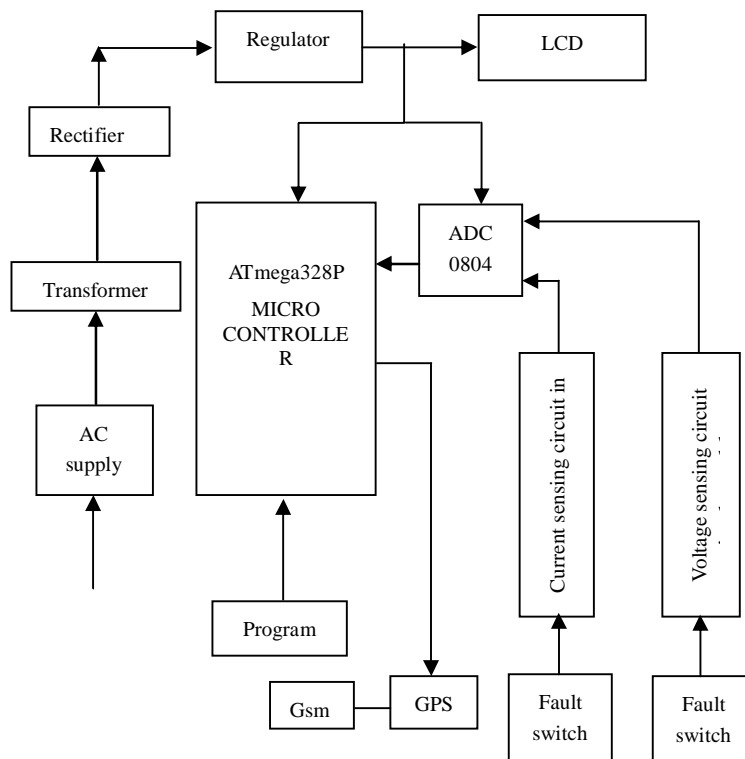 Regulator
LCD
Rectifier
ADC
0804
ATmega328P
MICRO
CONTROLLE
R
Transformer
AC
supply
Current sensing circuit in
Voltage sensing circuit
Program
Gsm
GPS
Fault
switch
Fault
switch